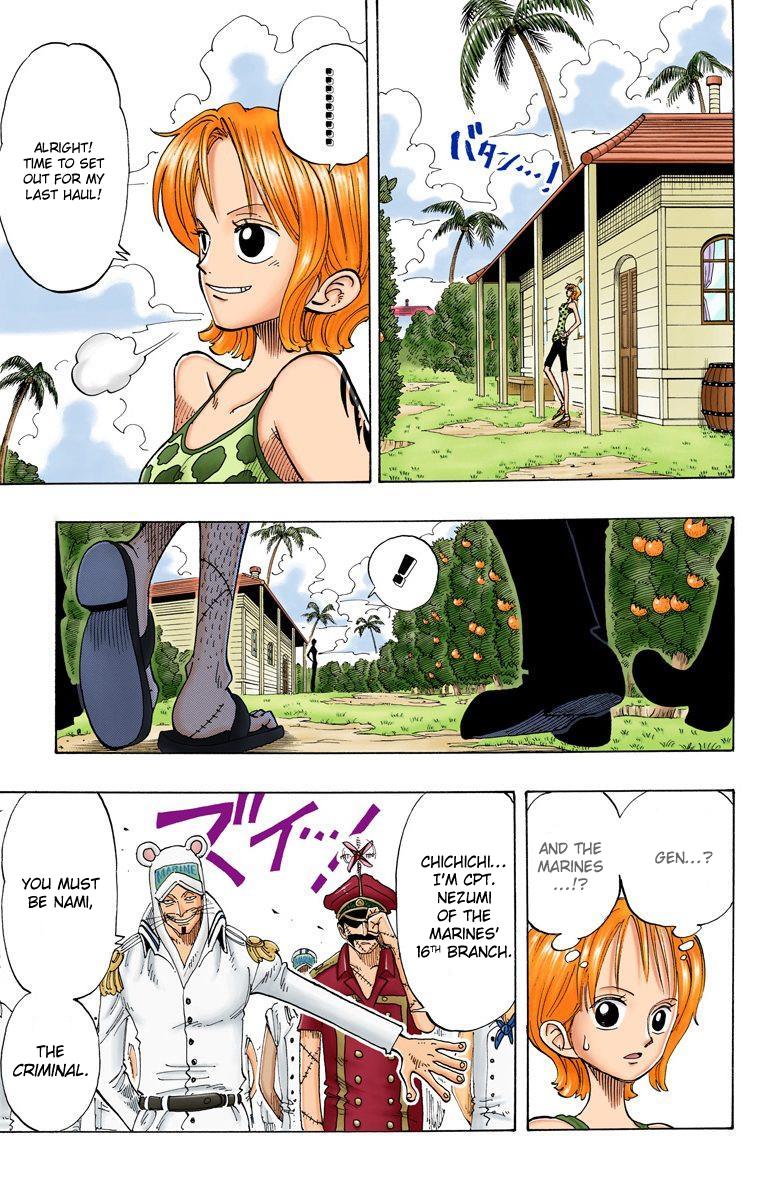 バタン…!
!!!!!!!!!
ALRIGHT!
TIME TO SET
OUT FOR MY
LAST HAUL!
!
GEN...?
AND THE
MARINES
...!?
ザイッ…!
CHICHICHI...
I'M CPT.
NEZUMI
OF THE
MARINES'
16TH BRANCH.
MARINE
YOU MUST
BE NAMI,
THE
CRIMINAL.